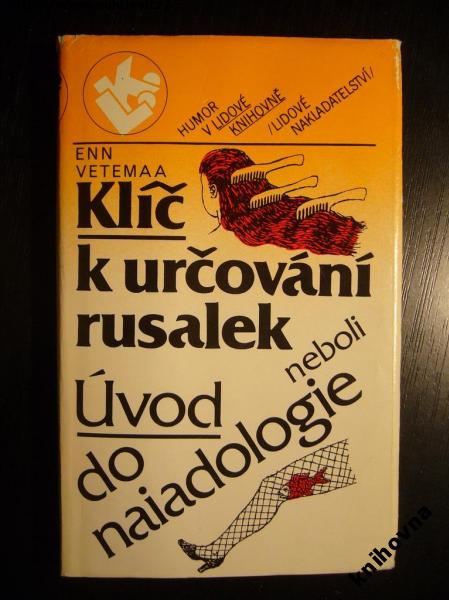 HUMOR
V LIDOVÉ
KNIHOVNĚ
/LIDOVÉ
NAKLADATELSTVÍ/
ENN
VETEMAA
Klíč
k určování
rusalek
neboli
Úvod
do
naiadologie
knihovna